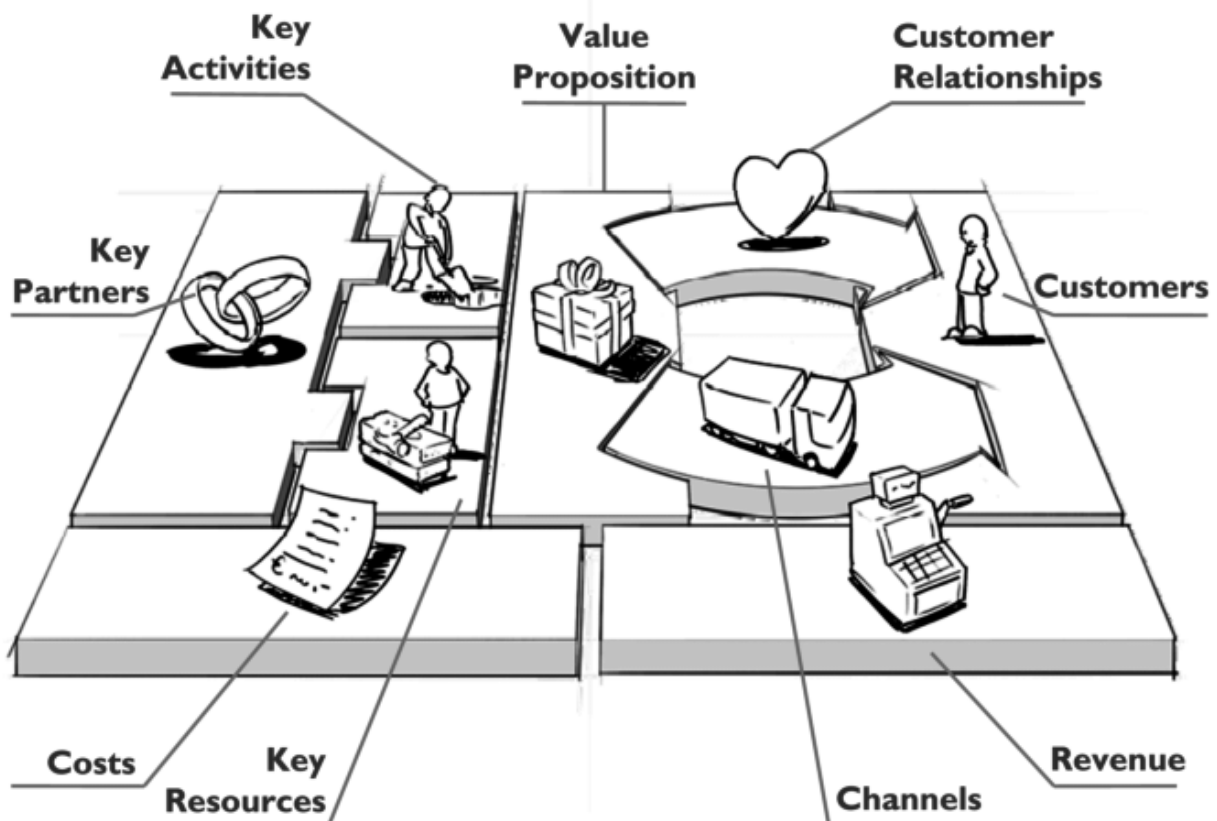 Key
Activities
Value
Proposition
Customer
Relationships
Key
Partners
Customers
Costs
Key
Resources
Channels
Revenue